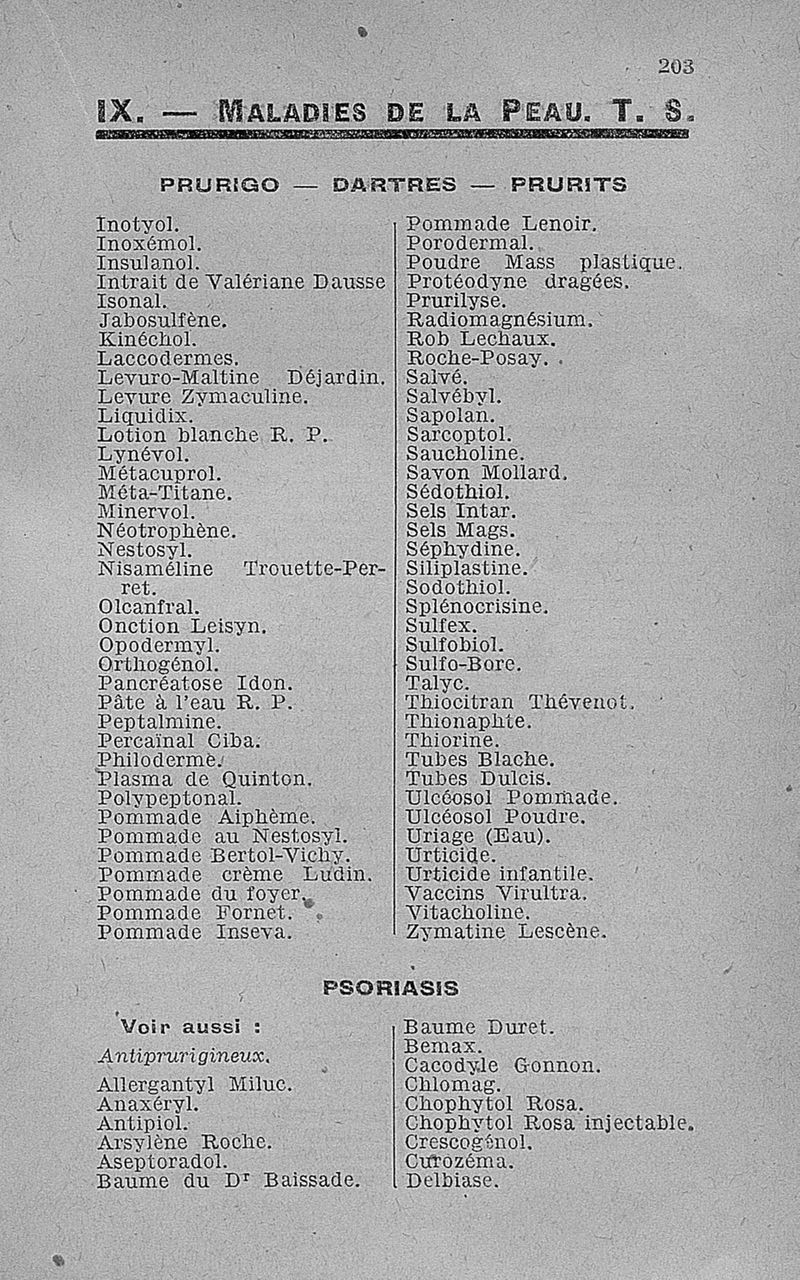 203
IX. — MALADIES DE LA PEAU. T. S.
PRURIGO — DARTRES — PRURITS
Inotyol.
Inoxémol.
Insulanol.
Intrait de Valériane Dausse
Isonal.
Jabosulfène.
Kinéchol.
Laccodermes.
Levuro-Maltine Déjardin.
Levure Zymaculine.
Liquidix.
Lotion blanche R. P.
Lynévol.
Métacuprol.
Méta-Titane.
Minervol.
Néotrophène.
Nestosyl.
Nisaméline Trouette-Per-
ret.
Olcanfral.
Onction Leisyn.
Opodermyl.
Orthogénol.
Pancréatose Idon.
Pâte à l'eau R. P.
Peptalmine.
Percaïnal Ciba.
Philoderme.
Plasma de Quinton.
Polypeptonal.
Pommade Aiphème.
Pommade au Nestosyl.
Pommade Bertol-Vichy.
Pommade crème Ludin.
Pommade du foyer.
Pommade Fornet.
Pommade Inseva.
Pommade Lenoir.
Porodermal.
Poudre Mass plastique.
Protéodyne dragées.
Prurilyse.
Radiomagnésium.
Rob Lechaux.
Roche-Posay.
Salvé.
Salvébyl.
Sapolan.
Sarcoptol.
Saucholine.
Savon Mollard.
Sédothiol.
Sels Intar.
Sels Mags.
Séphydine.
Siliplastine.
Sodothiol.
Splénocrisine.
Sulfex.
Sulfobiol.
Sulfo-Bore.
Talyc.
Thiocitran Thévenot.
Thionaphte.
Thiorine.
Tubes Blache.
Tubes Dulcis.
Ulcéosol Pommade.
Ulcéosol Poudre.
Uriage (Eau).
Urticide.
Urticide infantile.
Vaccins Virultra.
Vitacholine.
Zymatine Lescène.
PSORIASIS
Voir aussi :
Antiprurigineux.
Allergantyl Miluc.
Anaxéryl.
Antipiol.
Arsylène Roche.
Aseptoradol.
Baume du Dr Baissade.
Baume Duret.
Bemax.
Cacodyle Gonnon.
Chlomag.
Chophytol Rosa.
Chophytol Rosa injectable.
Crescogénol.
Curozéma.
Delbiase.